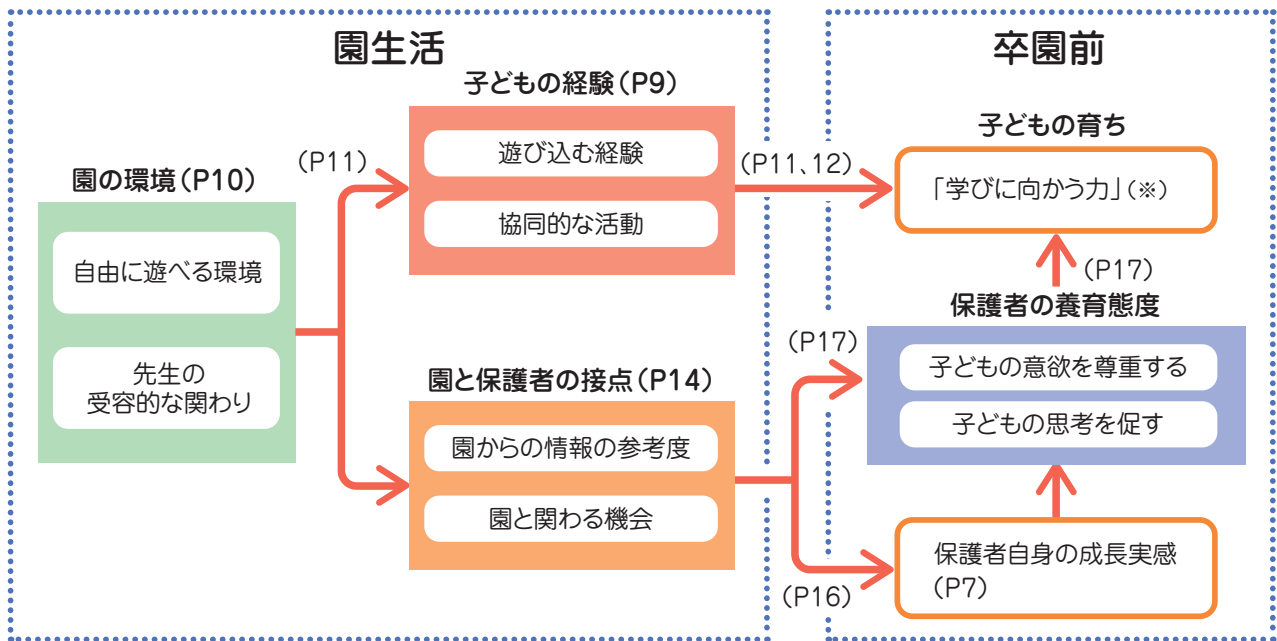 園生活
園の環境（P10）
自由に遊べる環境
先生の
受容的な関わり
（P11）
子どもの経験（P9）
遊び込む経験
協同的な活動
園と保護者の接点（P14）
園からの情報の参考度
園と関わる機会
（P11、12）
（P17）
（P16）
卒園前
子どもの育ち
「学びに向かう力」（※）
（P17）
保護者の養育態度
子どもの意欲を尊重する
子どもの思考を促す
保護者自身の成長実感
（P7）